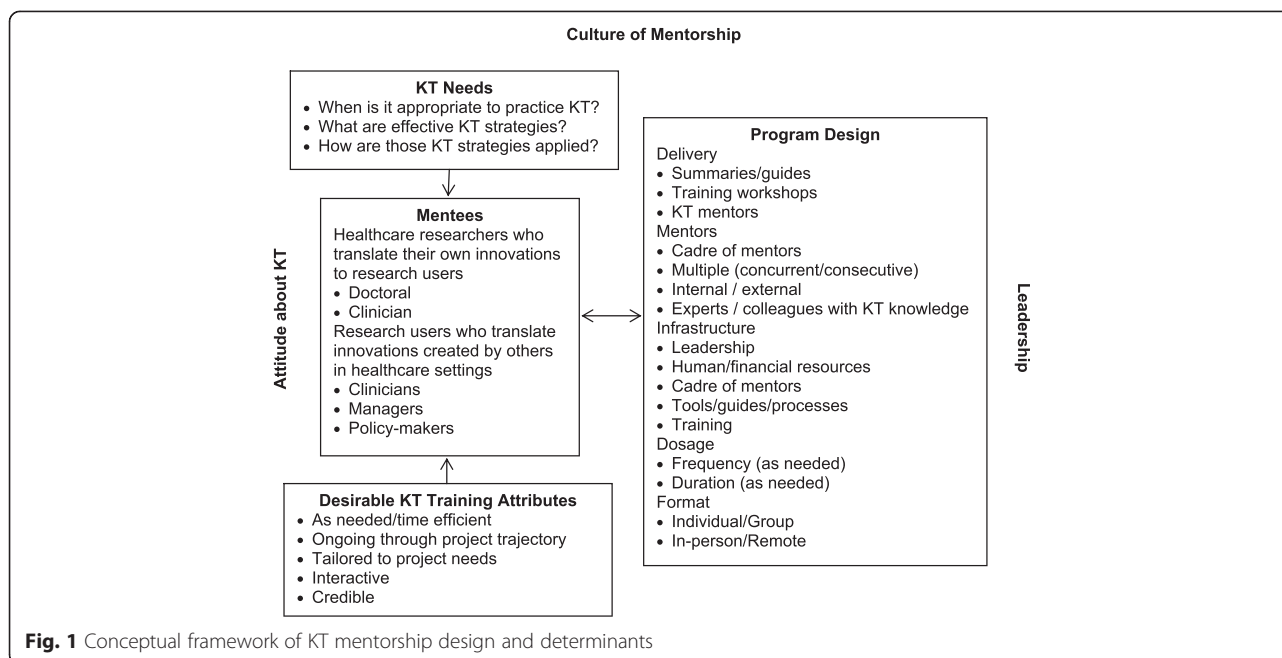 Culture of Mentorship
KT Needs
• When is it appropriate to practice KT?
• What are effective KT strategies?
• How are those KT strategies applied?
Attitude about KT
Mentees
Healthcare researchers who
translate their own innovations
to research users
• Doctoral
• Clinician
Research users who translate
innovations created by others
in healthcare settings
• Clinicians
• Managers
• Policy-makers
Desirable KT Training Attributes
• As needed/time efficient
• Ongoing through project trajectory
• Tailored to project needs
• Interactive
• Credible
Program Design
Delivery
• Summaries/guides
• Training workshops
• KT mentors
Mentors
• Cadre of mentors
• Multiple (concurrent/consecutive)
• Internal / external
• Experts / colleagues with KT knowledge
Infrastructure
• Leadership
• Human/financial resources
• Cadre of mentors
• Tools/guides/processes
• Training
Dosage
• Frequency (as needed)
• Duration (as needed)
Format
• Individual/Group
• In-person/Remote
Leadership
Fig. 1 Conceptual framework of KT mentorship design and determinants